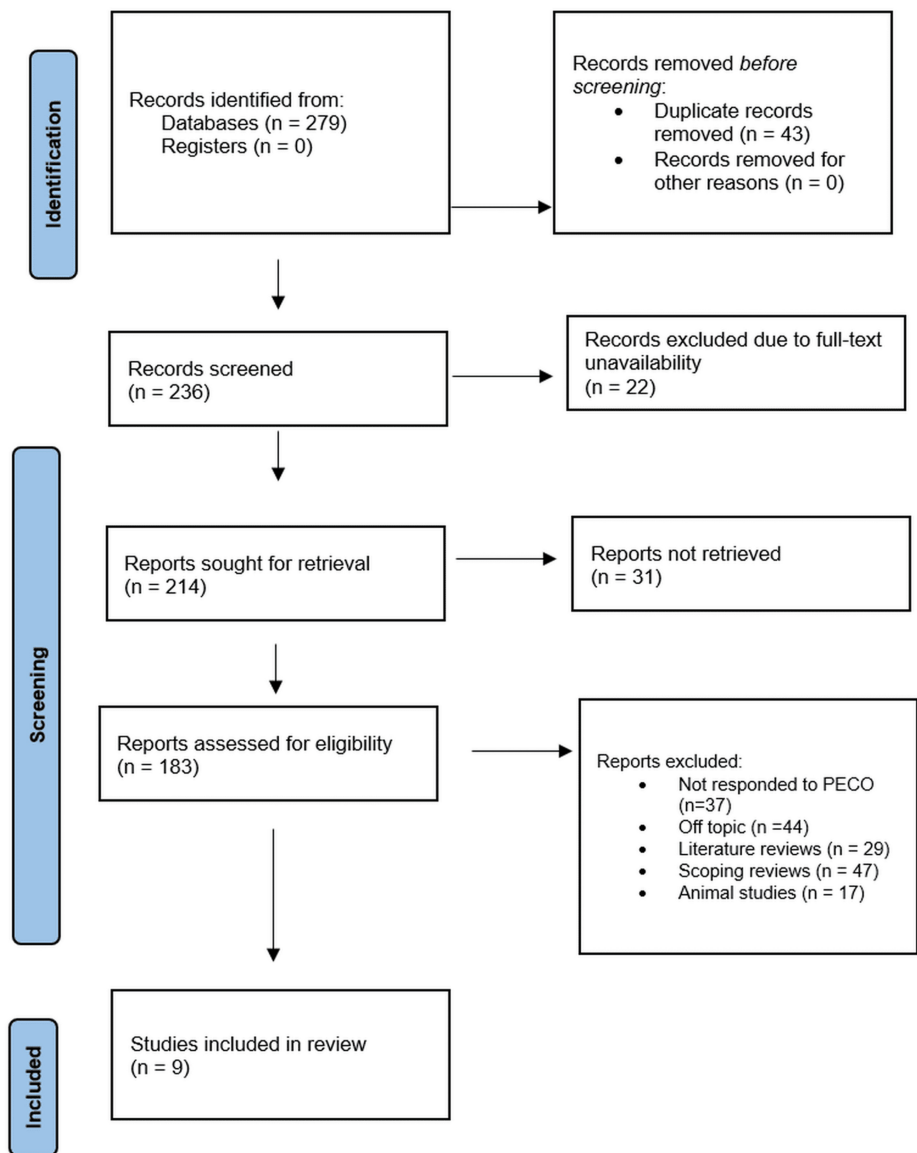 Identification
Records identified from:
Databases (n = 279)
Registers (n = 0)
Records removed before
screening:
• Duplicate records
removed (n = 43)
• Records removed for
other reasons (n = 0)
Records screened
(n = 236)
Records excluded due to full-text
unavailability
(n = 22)
Screening
Reports sought for retrieval
(n = 214)
Reports not retrieved
(n = 31)
Reports assessed for eligibility
(n = 183)
Reports excluded:
• Not responded to PECO
(n=37)
• Off topic (n =44)
• Literature reviews (n = 29)
• Scoping reviews (n = 47)
• Animal studies (n = 17)
Included
Studies included in review
(n = 9)